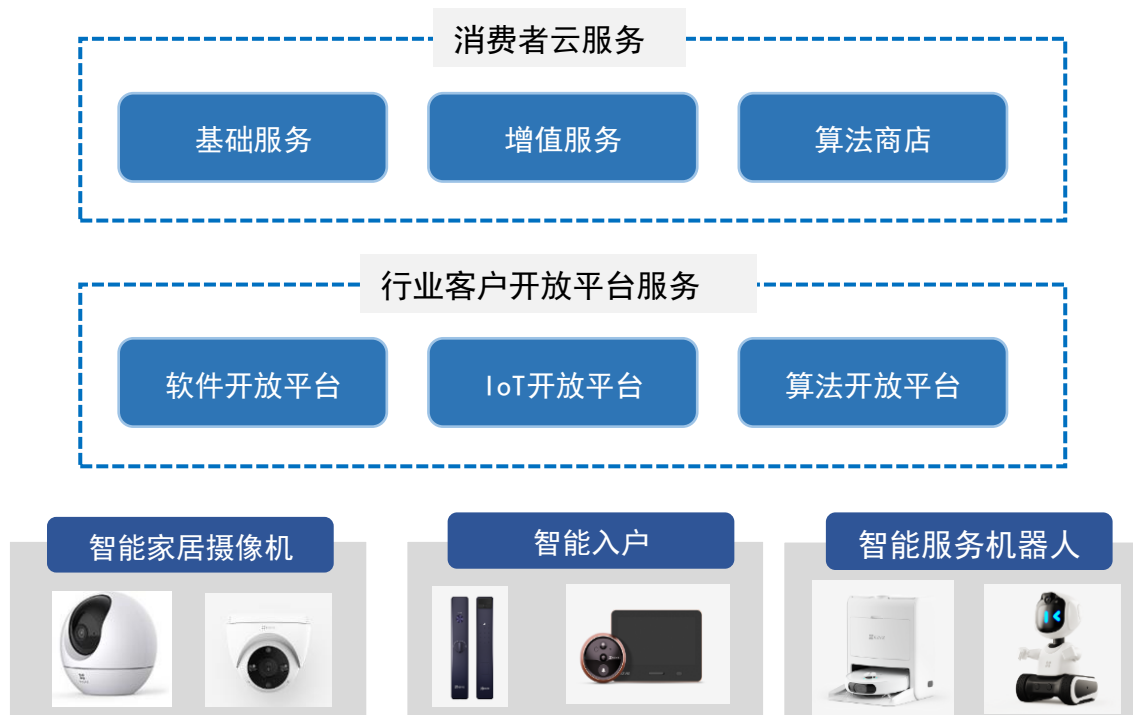 消费者云服务
基础服务
增值服务
算法商店
行业客户开放平台服务
软件开放平台
IoT开放平台
算法开放平台
智能家居摄像机
智能入户
智能服务机器人